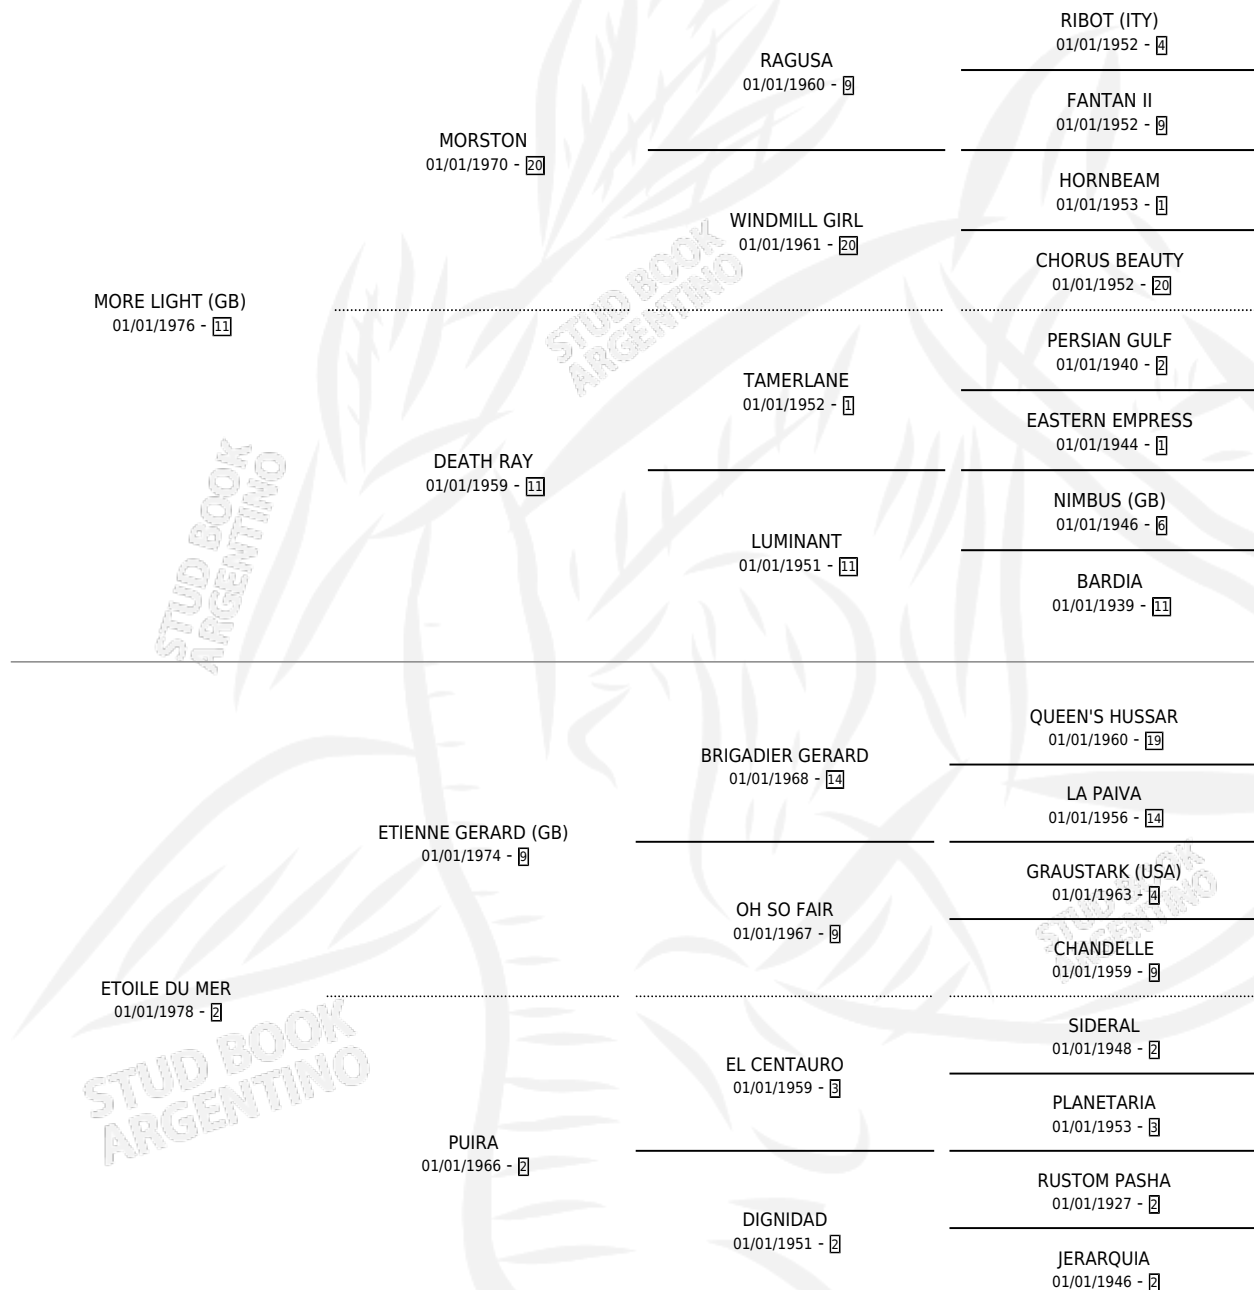 RIBOT (ITY)
01/01/1952 - 4
RAGUSA
01/01/1960 - 9
FANTAN II
01/01/1952 - 9
MORSTON
01/01/1970 - 20
HORNBEAM
01/01/1953 - 1
WINDMILL GIRL
01/01/1961 - 20
CHORUS BEAUTY
01/01/1952 - 20
MORE LIGHT (GB)
01/01/1976 - 11
STUD BOOK
ARGENTINO
PERSIAN GULF
01/01/1940 - 2
TAMERLANE
01/01/1952 - 1
EASTERN EMPRESS
01/01/1944 - 1
DEATH RAY
01/01/1959 - 11
NIMBUS (GB)
01/01/1946 - 6
LUMINANT
01/01/1951 - 11
BARDIA
01/01/1939 - 11
STUD BOOK
ARGENTINO
QUEEN'S HUSSAR
01/01/1960 - 19
BRIGADIER GERARD
01/01/1968 - 14
LA PAIVA
01/01/1956 - 14
ETIENNE GERARD (GB)
01/01/1974 - 9
GRAUSTARK (USA)
01/01/1963 - 4
OH SO FAIR
01/01/1967 - 9
STUD BOOK
ARGENTINO
CHANDELLE
01/01/1959 - 9
ETOILE DU MER
01/01/1978 - 2
STUD BOOK
ARGENTINO
SIDERAL
01/01/1948 - 2
EL CENTAURO
01/01/1959 - 3
PLANETARIA
01/01/1953 - 3
PUIRA
01/01/1966 - 2
RUSTOM PASHA
01/01/1927 - 2
DIGNIDAD
01/01/1951 - 2
JERARQUIA
01/01/1946 - 2